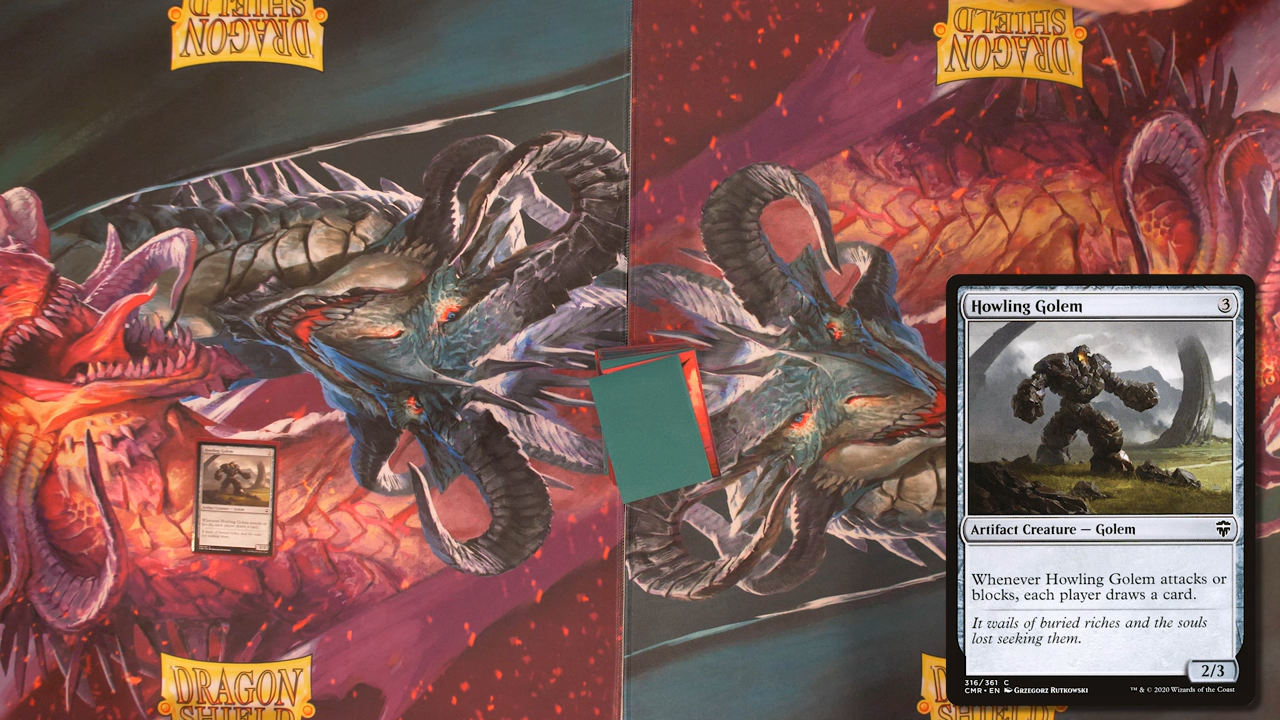 DRAGON
SHIELD
DRAGON
SHIELD
Howling Golem
DRAGON
SHIELD
Howling Golem 3
Artifact Creature — Golem
Whenever Howling Golem attacks or
blocks, each player draws a card.
It wails of buried riches and the souls
lost seeking them.
2/3
316/361 C
CMR • EN GRZEGORZ RUTKOWSKI ™ & © 2020 Wizards of the Coast